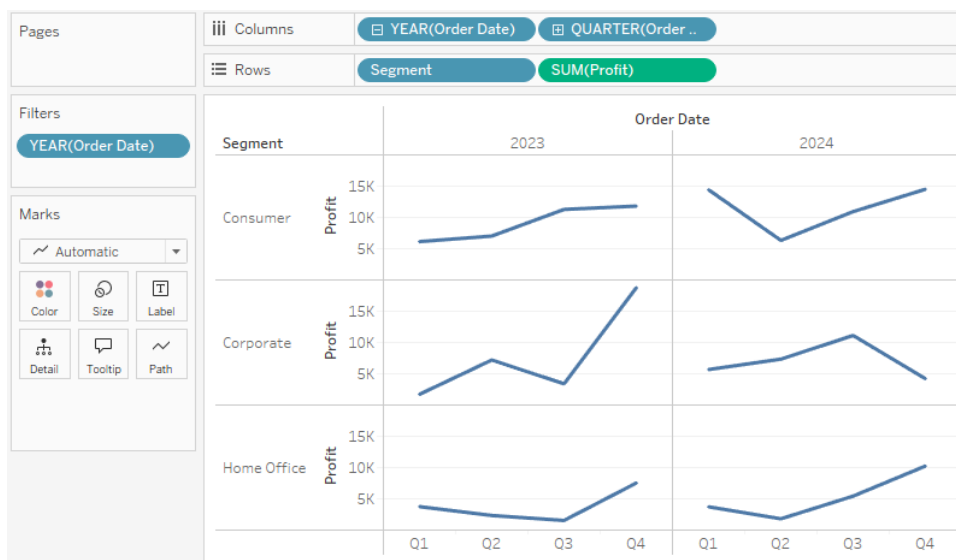 Pages
Columns
YEAR(Order Date)
QUARTER(Order ..
Rows
Segment
SUM(Profit)
Filters
YEAR(Order Date)
Marks
Automatic
Color
Size
Label
Detail
Tooltip
Path
Order Date
Segment
2023
2024
Consumer
Profit
15K
10K
5K
Corporate
Profit
15K
10K
5K
Home Office
Profit
15K
10K
5K
Q1 Q2 Q3 Q4 Q1 Q2 Q3 Q4